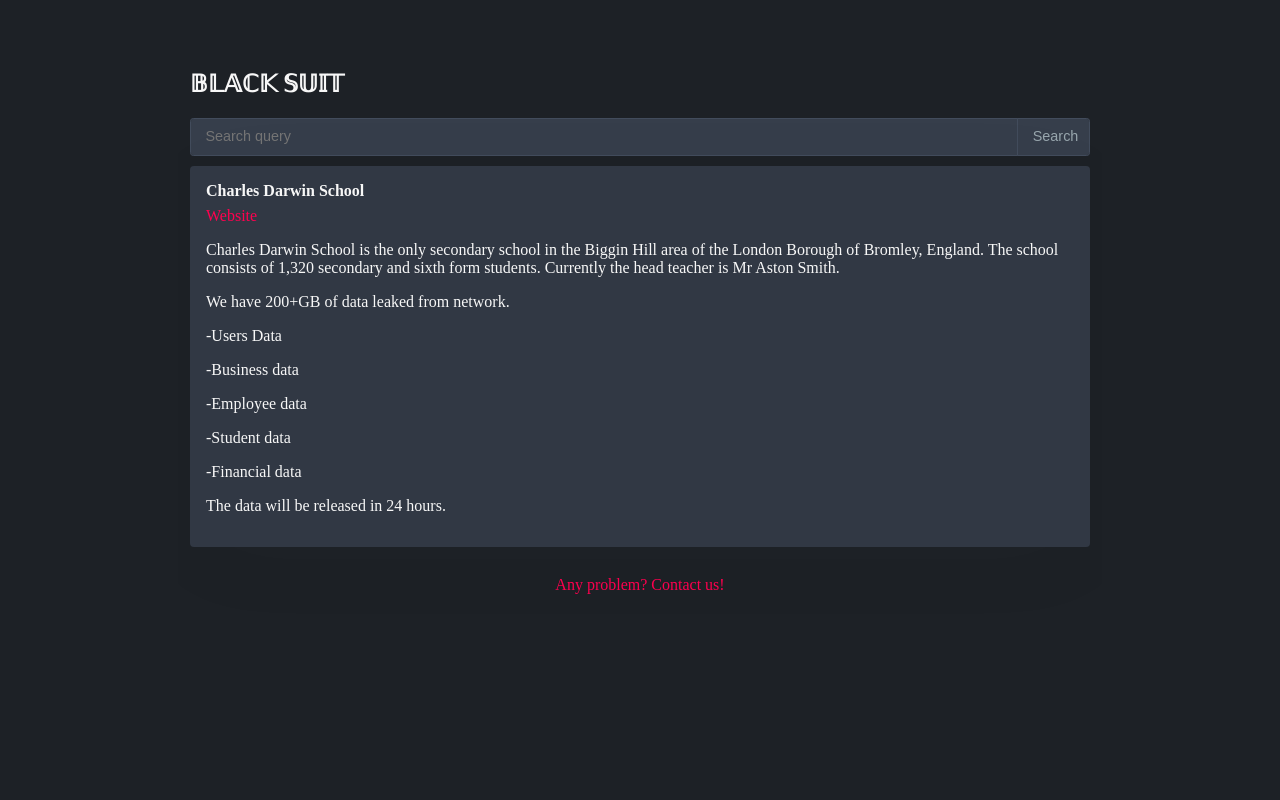 𝔹𝕃𝔸ℂ𝕂 𝕊𝕌𝕀𝕋
Search query
Search
Charles Darwin School
Website
Charles Darwin School is the only secondary school in the Biggin Hill area of the London Borough of Bromley, England. The school
consists of 1,320 secondary and sixth form students. Currently the head teacher is Mr Aston Smith.
We have 200+GB of data leaked from network.
-Users Data
-Business data
-Employee data
-Student data
-Financial data
The data will be released in 24 hours.
Any problem? Contact us!